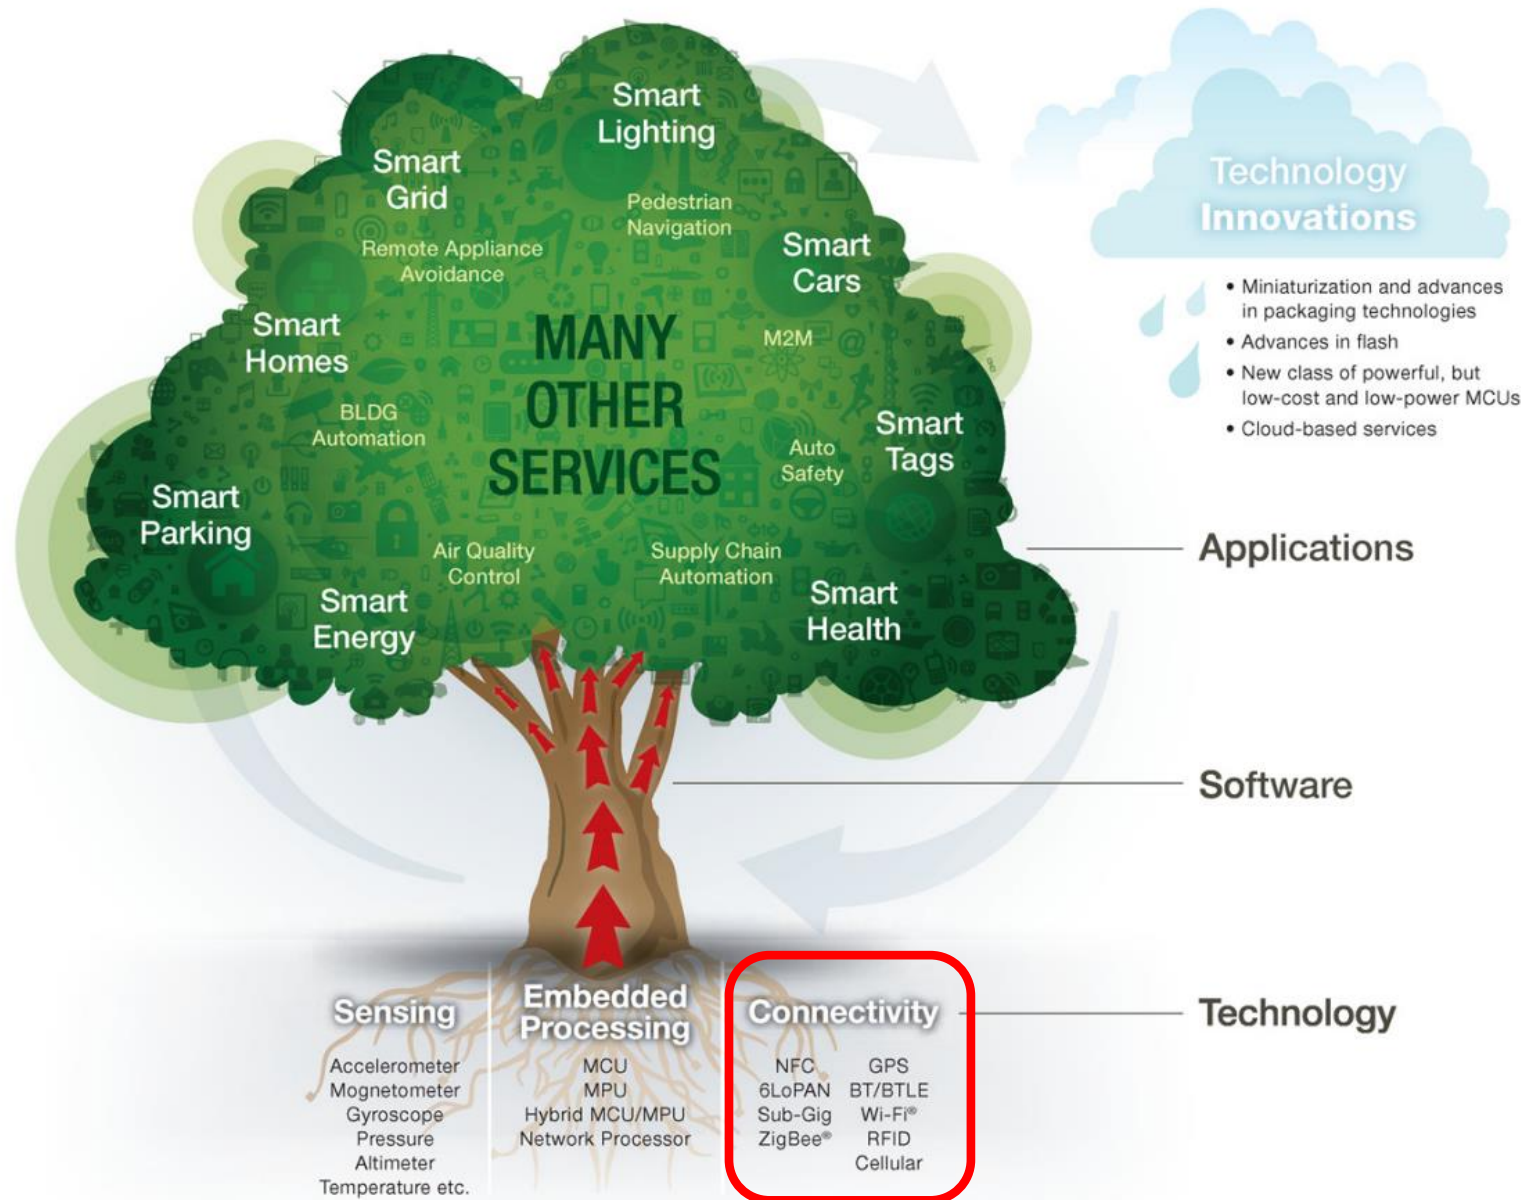 Smart
Lighting
Smart
Grid
Pedestrian
Navigation
Remote Appliance
Avoidance
Smart
Cars
Smart
Homes
MANY
OTHER
SERVICES
M2M
BLDG
Automation
Smart
Tags
Auto
Safety
Smart
Parking
Air Quality
Control
Supply Chain
Automation
Smart
Energy
Smart
Health
Technology
Innovations
• Miniaturization and advances
in packaging technologies
• Advances in flash
• New class of powerful, but
low-cost and low-power MCUs
• Cloud-based services
Applications
Software
Technology
Sensing
Accelerometer
Mognetometer
Gyroscope
Pressure
Altimeter
Temperature etc.
Embedded
Processing
MCU
MPU
Hybrid MCU/MPU
Network Processor
Connectivity
NFC GPS
6LoPAN BT/BTLE
Sub-Gig Wi-Fi®
ZigBee® RFID
Cellular